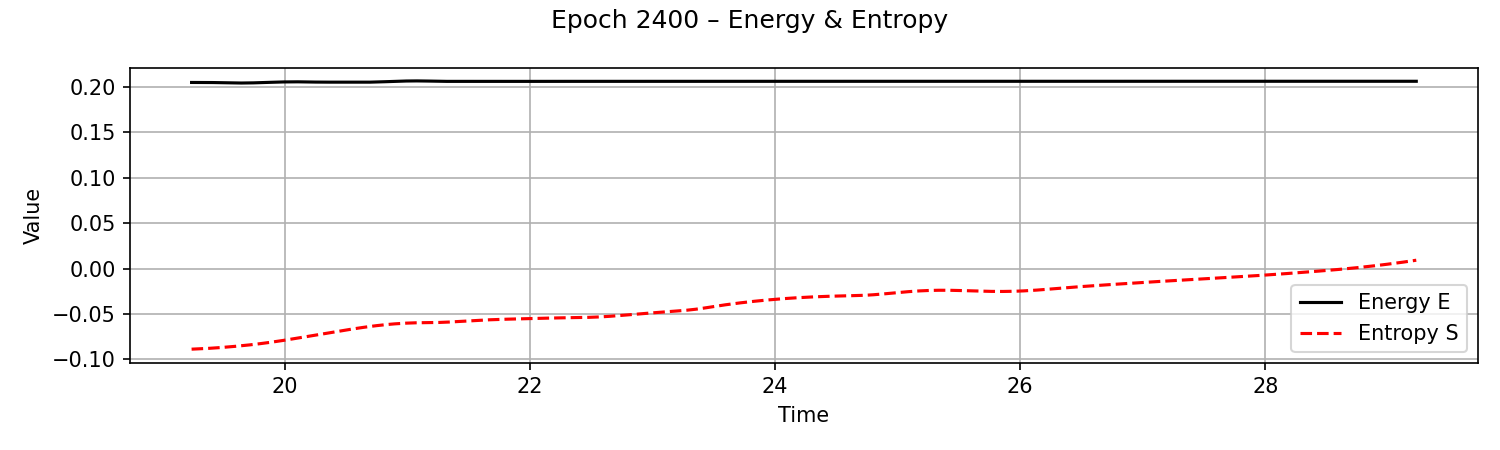 Epoch 2400 – Energy & Entropy
Value
0.20
0.15
0.10
0.05
0.00
−0.05
−0.10
Energy E
Entropy S
20 22 24 26 28
Time